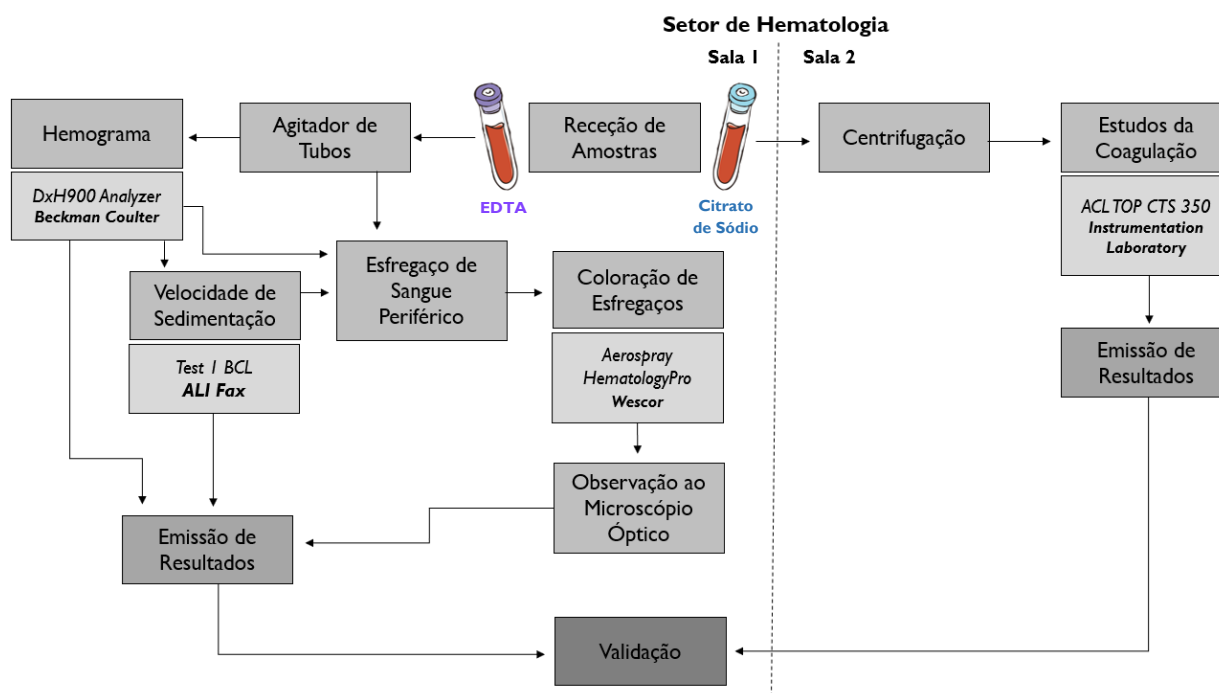 Setor de Hematologia
Sala 1
Sala 2
Hemograma
DxH900 Analyzer
Beckman Coulter
Agitador de
Tubos
EDTA
Receção de
Amostras
Citrato
de Sódio
Centrifugação
Estudos da
Coagulação
ACL TOP CTS 350
Instrumentation
Laboratory
Velocidade de
Sedimentação
Test 1 BCL
ALI Fax
Esfregaço de
Sangue
Periférico
Coloração de
Esfregaços
Aerospray
HematologyPro
Wescor
Emissão de
Resultados
Observação ao
Microscópio
Óptico
Emissão de
Resultados
Validação